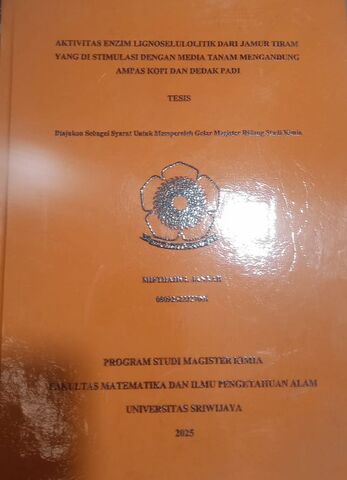 AKTIVITAS ENZIM LIGNOSELULOLITIK DARI JAMUR TIRAM
YANG DI STIMULASI DENGAN MEDIA TANAM MENGANDUNG
AMPAS KOPI DAN DEDAK PADI
TESIS
Diajukan Sebagai Syarat Untuk Memperoleh Gelar Magister Bidang Studi Kimia
PROGRAM STUDI MAGISTER KIMIA
FAKULTAS MATEMATIKA DAN ILMU PENGETAHUAN ALAM
UNIVERSITAS SRIWIJAYA
2025